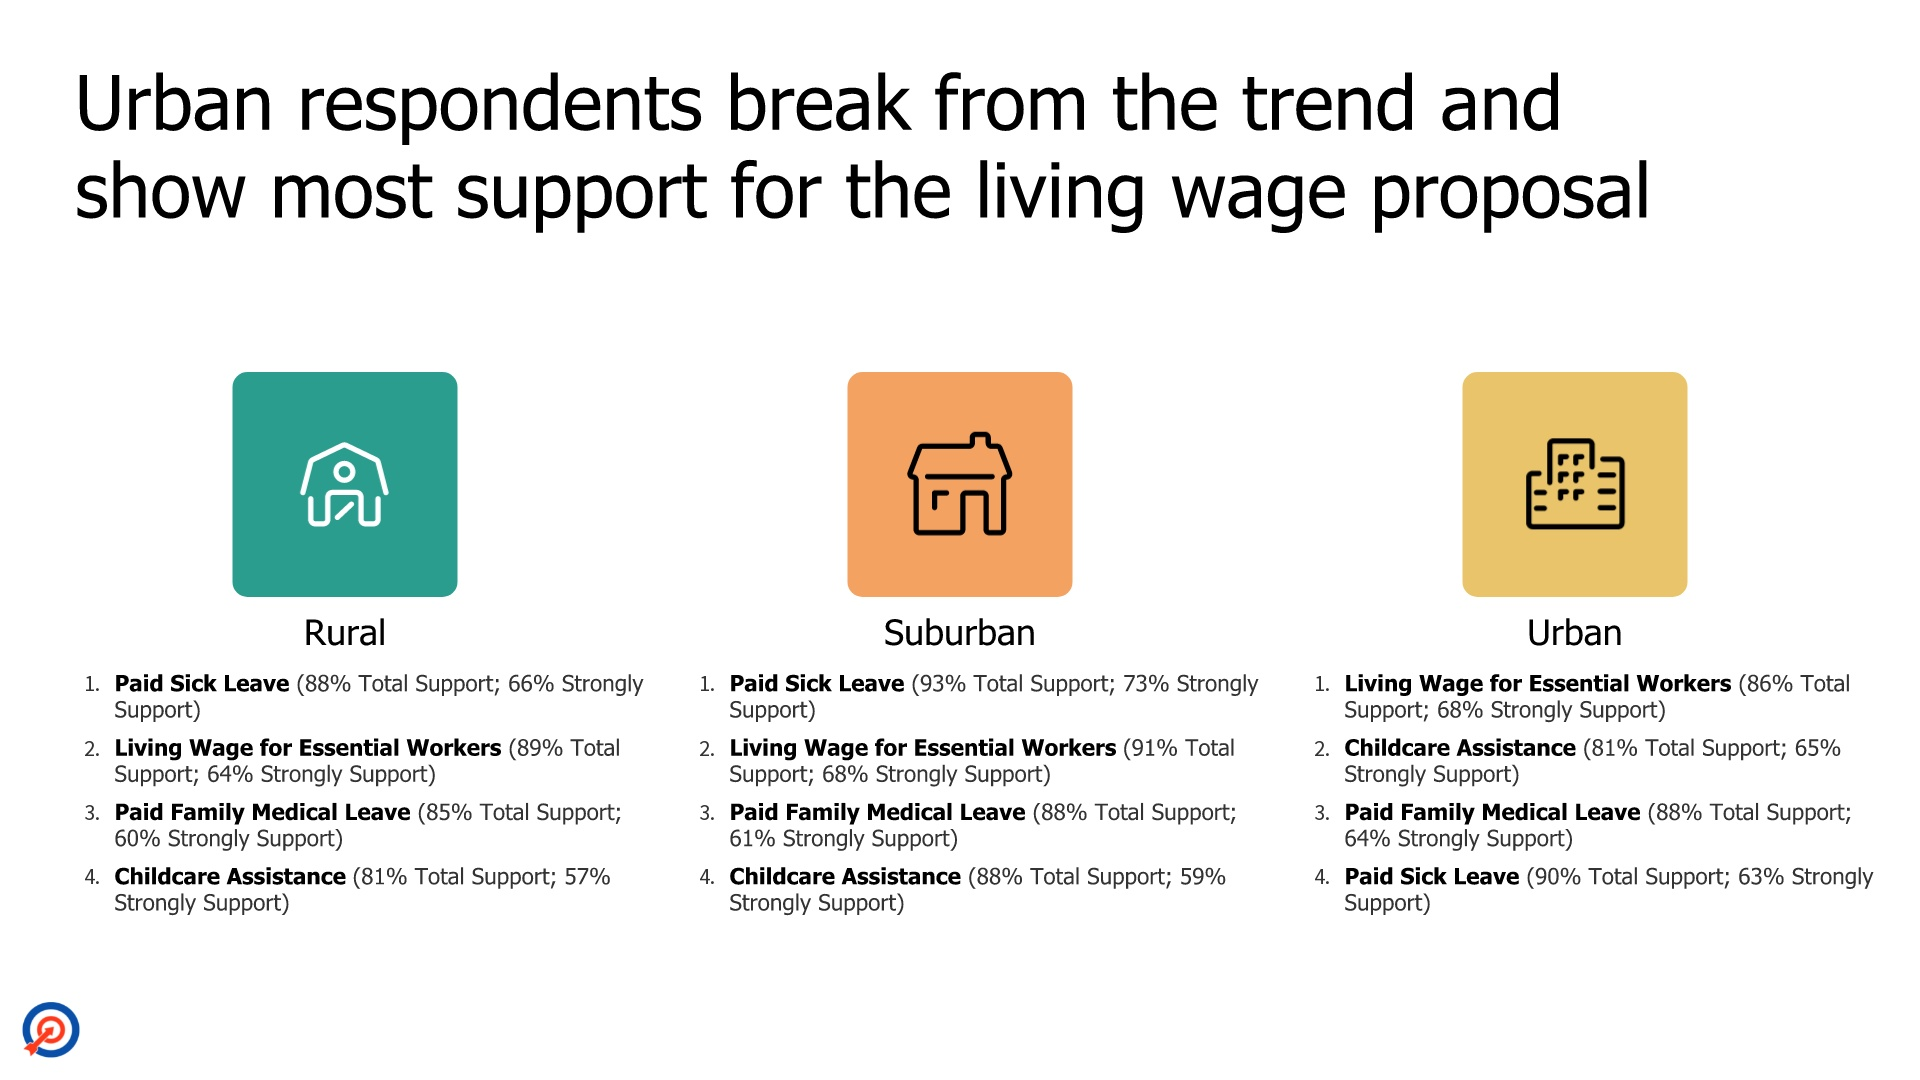 Urban respondents break from the trend and
show most support for the living wage proposal
Rural
1. Paid Sick Leave (88% Total Support; 66% Strongly
Support)
2. Living Wage for Essential Workers (89% Total
Support; 64% Strongly Support)
3. Paid Family Medical Leave (85% Total Support;
60% Strongly Support)
4. Childcare Assistance (81% Total Support; 57%
Strongly Support)
Suburban
1. Paid Sick Leave (93% Total Support; 73% Strongly
Support)
2. Living Wage for Essential Workers (91% Total
Support; 68% Strongly Support)
3. Paid Family Medical Leave (88% Total Support;
61% Strongly Support)
4. Childcare Assistance (88% Total Support; 59%
Strongly Support)
Urban
1. Living Wage for Essential Workers (86% Total
Support; 68% Strongly Support)
2. Childcare Assistance (81% Total Support; 65%
Strongly Support)
3. Paid Family Medical Leave (88% Total Support;
64% Strongly Support)
4. Paid Sick Leave (90% Total Support; 63% Strongly
Support)